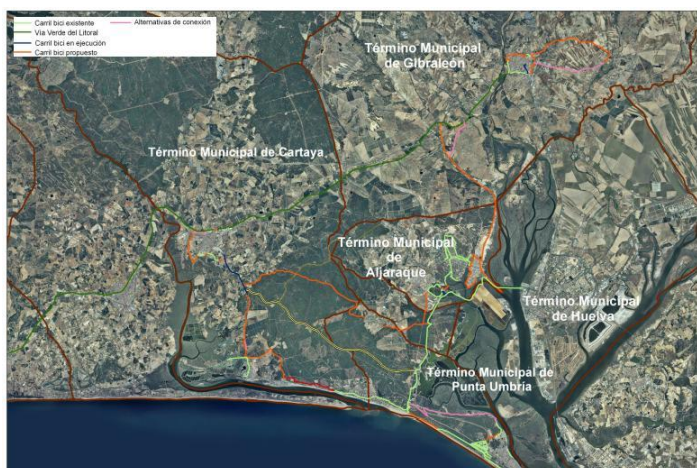 Carril bici existente
Vía Verde del Litoral
Carril bici en ejecución
Carril bici propuesto
Alternativas de conexión
Término Municipal
de Gibraleón
Término Municipal de Cartaya
Término Municipal
de
Aljaraque
Término Municipal
de Huelva
Término Municipal de
Punta Umbría